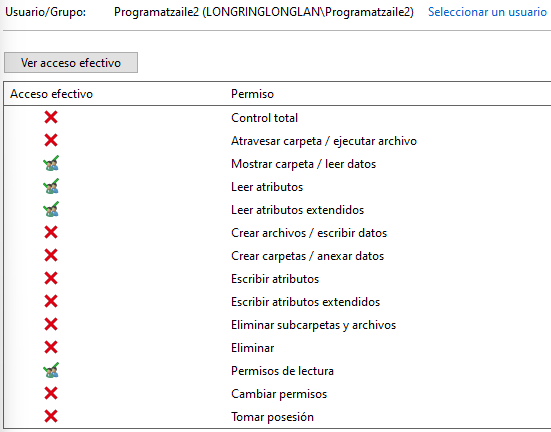 Usuario/Grupo: Programatzaile2 (LONGRINGLONGLAN\Programatzaile2) Seleccionar un usuario
Ver acceso efectivo
Acceso efectivo Permiso
Control total
Atravesar carpeta / ejecutar archivo
Mostrar carpeta / leer datos
Leer atributos
Leer atributos extendidos
Crear archivos / escribir datos
Crear carpetas / anexar datos
Escribir atributos
Escribir atributos extendidos
Eliminar subcarpetas y archivos
Eliminar
Permisos de lectura
Cambiar permisos
Tomar posesión